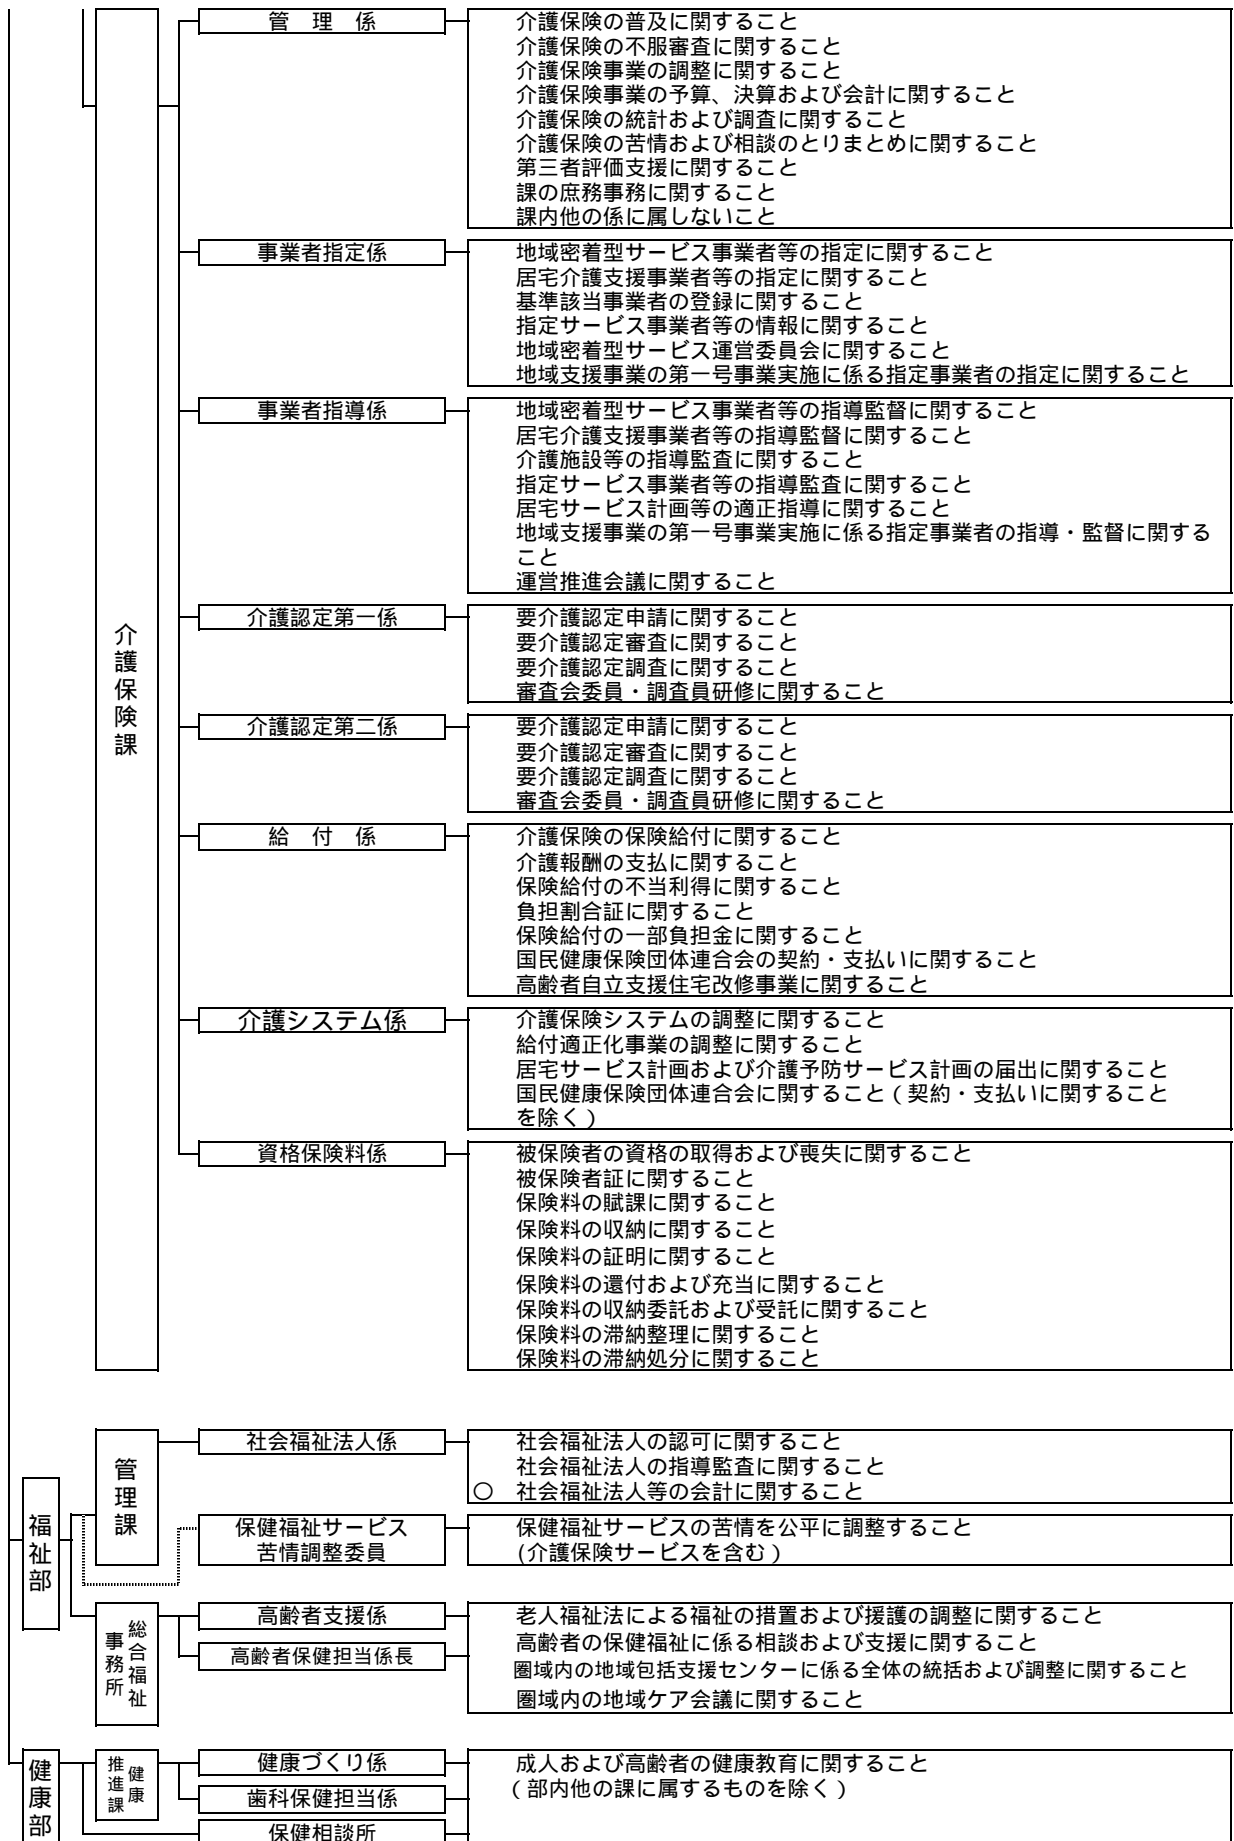 介護保険課
管　理　係
介護保険の普及に関すること
介護保険の不服審査に関すること
介護保険事業の調整に関すること
介護保険事業の予算、決算および会計に関すること
介護保険の統計および調査に関すること
介護保険の苦情および相談のとりまとめに関すること
第三者評価支援に関すること
課の庶務事務に関すること
課内他の係に属しないこと
事業者指定係
地域密着型サービス事業者等の指定に関すること
居宅介護支援事業者等の指定に関すること
基準該当事業者の登録に関すること
指定サービス事業者等の情報に関すること
地域密着型サービス運営委員会に関すること
地域支援事業の第一号事業実施に係る指定事業者の指定に関すること
事業者指導係
地域密着型サービス事業者等の指導監督に関すること
居宅介護支援事業者等の指導監督に関すること
介護施設等の指導監査に関すること
指定サービス事業者等の指導監査に関すること
居宅サービス計画等の適正指導に関すること
地域支援事業の第一号事業実施に係る指定事業者の指導・監督に関する
こと
運営推進会議に関すること
介護認定第一係
要介護認定申請に関すること
要介護認定審査に関すること
要介護認定調査に関すること
審査会委員・調査員研修に関すること
介護認定第二係
要介護認定申請に関すること
要介護認定審査に関すること
要介護認定調査に関すること
審査会委員・調査員研修に関すること
給　付　係
介護保険の保険給付に関すること
介護報酬の支払に関すること
保険給付の不当利得に関すること
負担割合証に関すること
保険給付の一部負担金に関すること
国民健康保険団体連合会の契約・支払いに関すること
高齢者自立支援住宅改修事業に関すること
介護システム係
介護保険システムの調整に関すること
給付適正化事業の調整に関すること
居宅サービス計画および介護予防サービス計画の届出に関すること
国民健康保険団体連合会に関すること（契約・支払いに関すること
を除く）
資格保険料係
被保険者の資格の取得および喪失に関すること
被保険者証に関すること
保険料の賦課に関すること
保険料の収納に関すること
保険料の証明に関すること
保険料の還付および充当に関すること
保険料の収納委託および受託に関すること
保険料の滞納整理に関すること
保険料の滞納処分に関すること
福祉部
管理課
社会福祉法人係
社会福祉法人の認可に関すること
社会福祉法人の指導監査に関すること
○　社会福祉法人等の会計に関すること
保健福祉サービス
苦情調整委員
保健福祉サービスの苦情を公平に調整すること
(介護保険サービスを含む）
総合福祉
事務所
高齢者支援係
高齢者保健担当係長
老人福祉法による福祉の措置および援護の調整に関すること
高齢者の保健福祉に係る相談および支援に関すること
圏域内の地域包括支援センターに係る全体の統括および調整に関すること
圏域内の地域ケア会議に関すること
健康部
健康
推進課
健康づくり係
歯科保健担当係
保健相談所
成人および高齢者の健康教育に関すること
（部内他の課に属するものを除く）